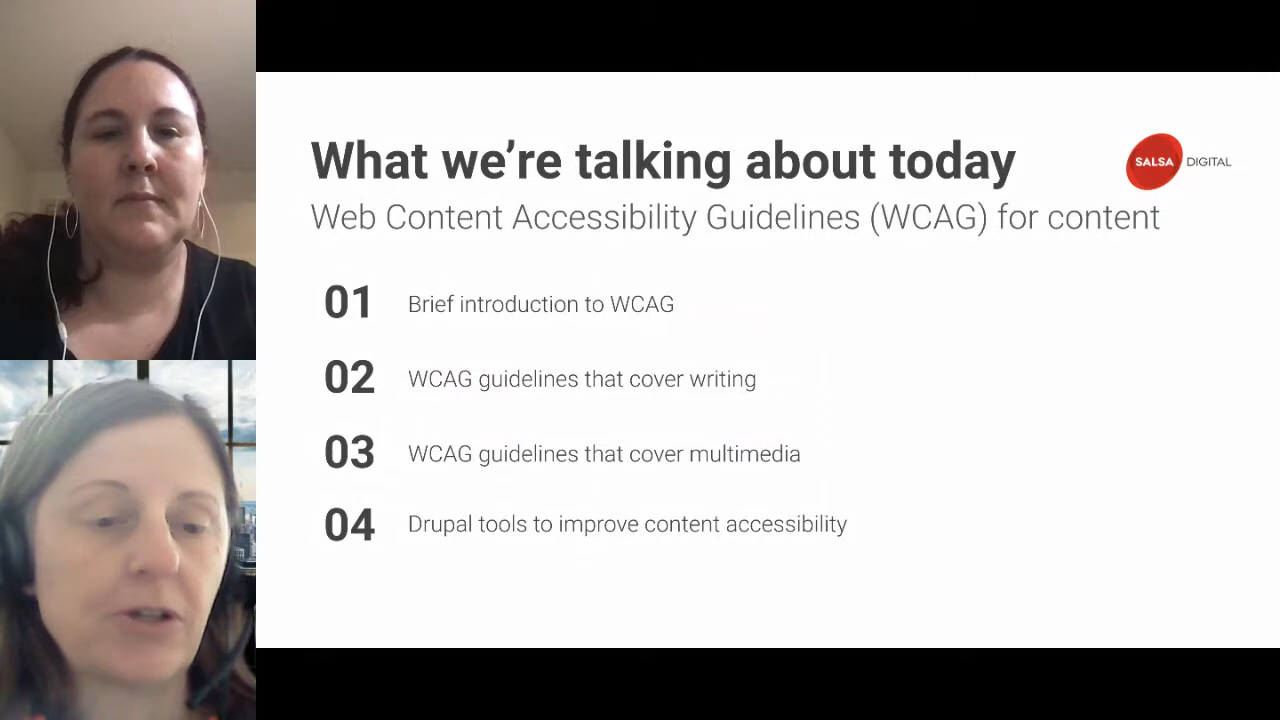 What we're talking about today
SALSA DIGITAL
Web Content Accessibility Guidelines (WCAG) for content
01 Brief introduction to WCAG
02 WCAG guidelines that cover writing
03 WCAG guidelines that cover multimedia
04 Drupal tools to improve content accessibility